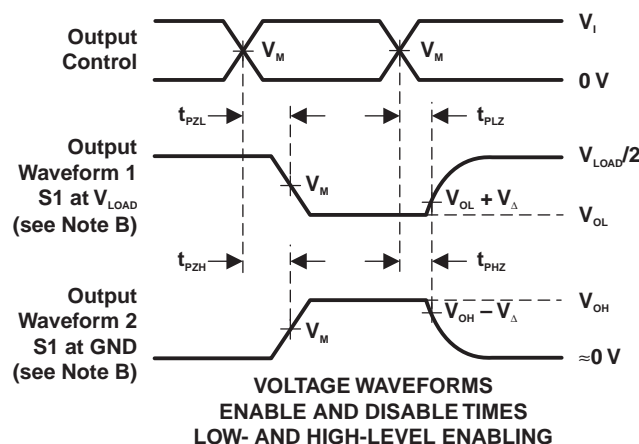 Output
Control
V_M
V_M
V_I
0 V
t_PZL
t_PLZ
Output
Waveform 1
S1 at V_LOAD
(see Note B)
V_M
V_OL + V_Δ
V_LOAD/2
V_OL
t_PZH
t_PHZ
Output
Waveform 2
S1 at GND
(see Note B)
V_M
V_OH − V_Δ
V_OH
≈0 V
VOLTAGE WAVEFORMS
ENABLE AND DISABLE TIMES
LOW- AND HIGH-LEVEL ENABLING